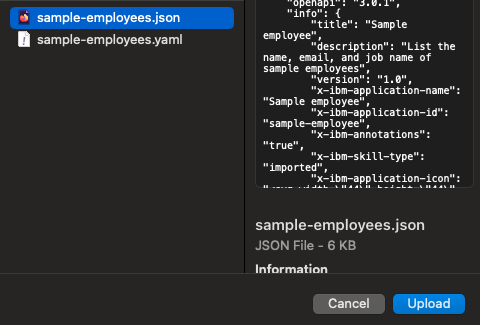 sample-employees.json
sample-employees.yaml
"openapi": "3.0.1",
"info": {
"title": "Sample
employee",
"description": "List the
name, email, and job name of
sample employees",
"version": "1.0",
"x-ibm-application-name":
"Sample employee",
"x-ibm-application-id":
"sample-employee",
"x-ibm-annotations":
"true",
"x-ibm-skill-type":
"imported",
"x-ibm-application-icon":
sample-employees.json
JSON File - 6 KB
Information
Cancel
Upload